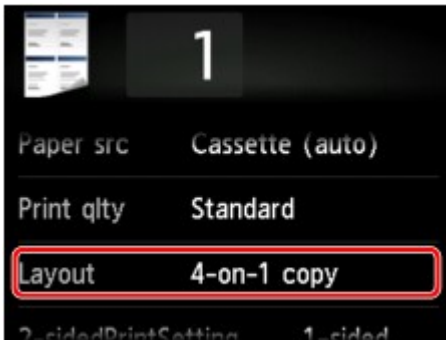 1
Paper src Cassette (auto)
Print qlty Standard
Layout 4-on-1 copy
2-sidedPrintSetting 1-sided